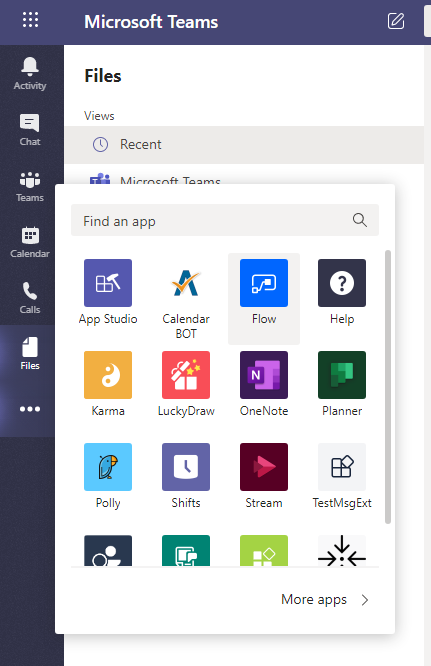 Microsoft Teams
Activity
Chat
Teams
Calendar
Calls
Files
Files
Views
Recent
Microsoft Teams
Find an app
App Studio
Calendar BOT
Flow
Help
Karma
LuckyDraw
OneNote
Planner
Polly
Shifts
Stream
TestMsgExt
More apps